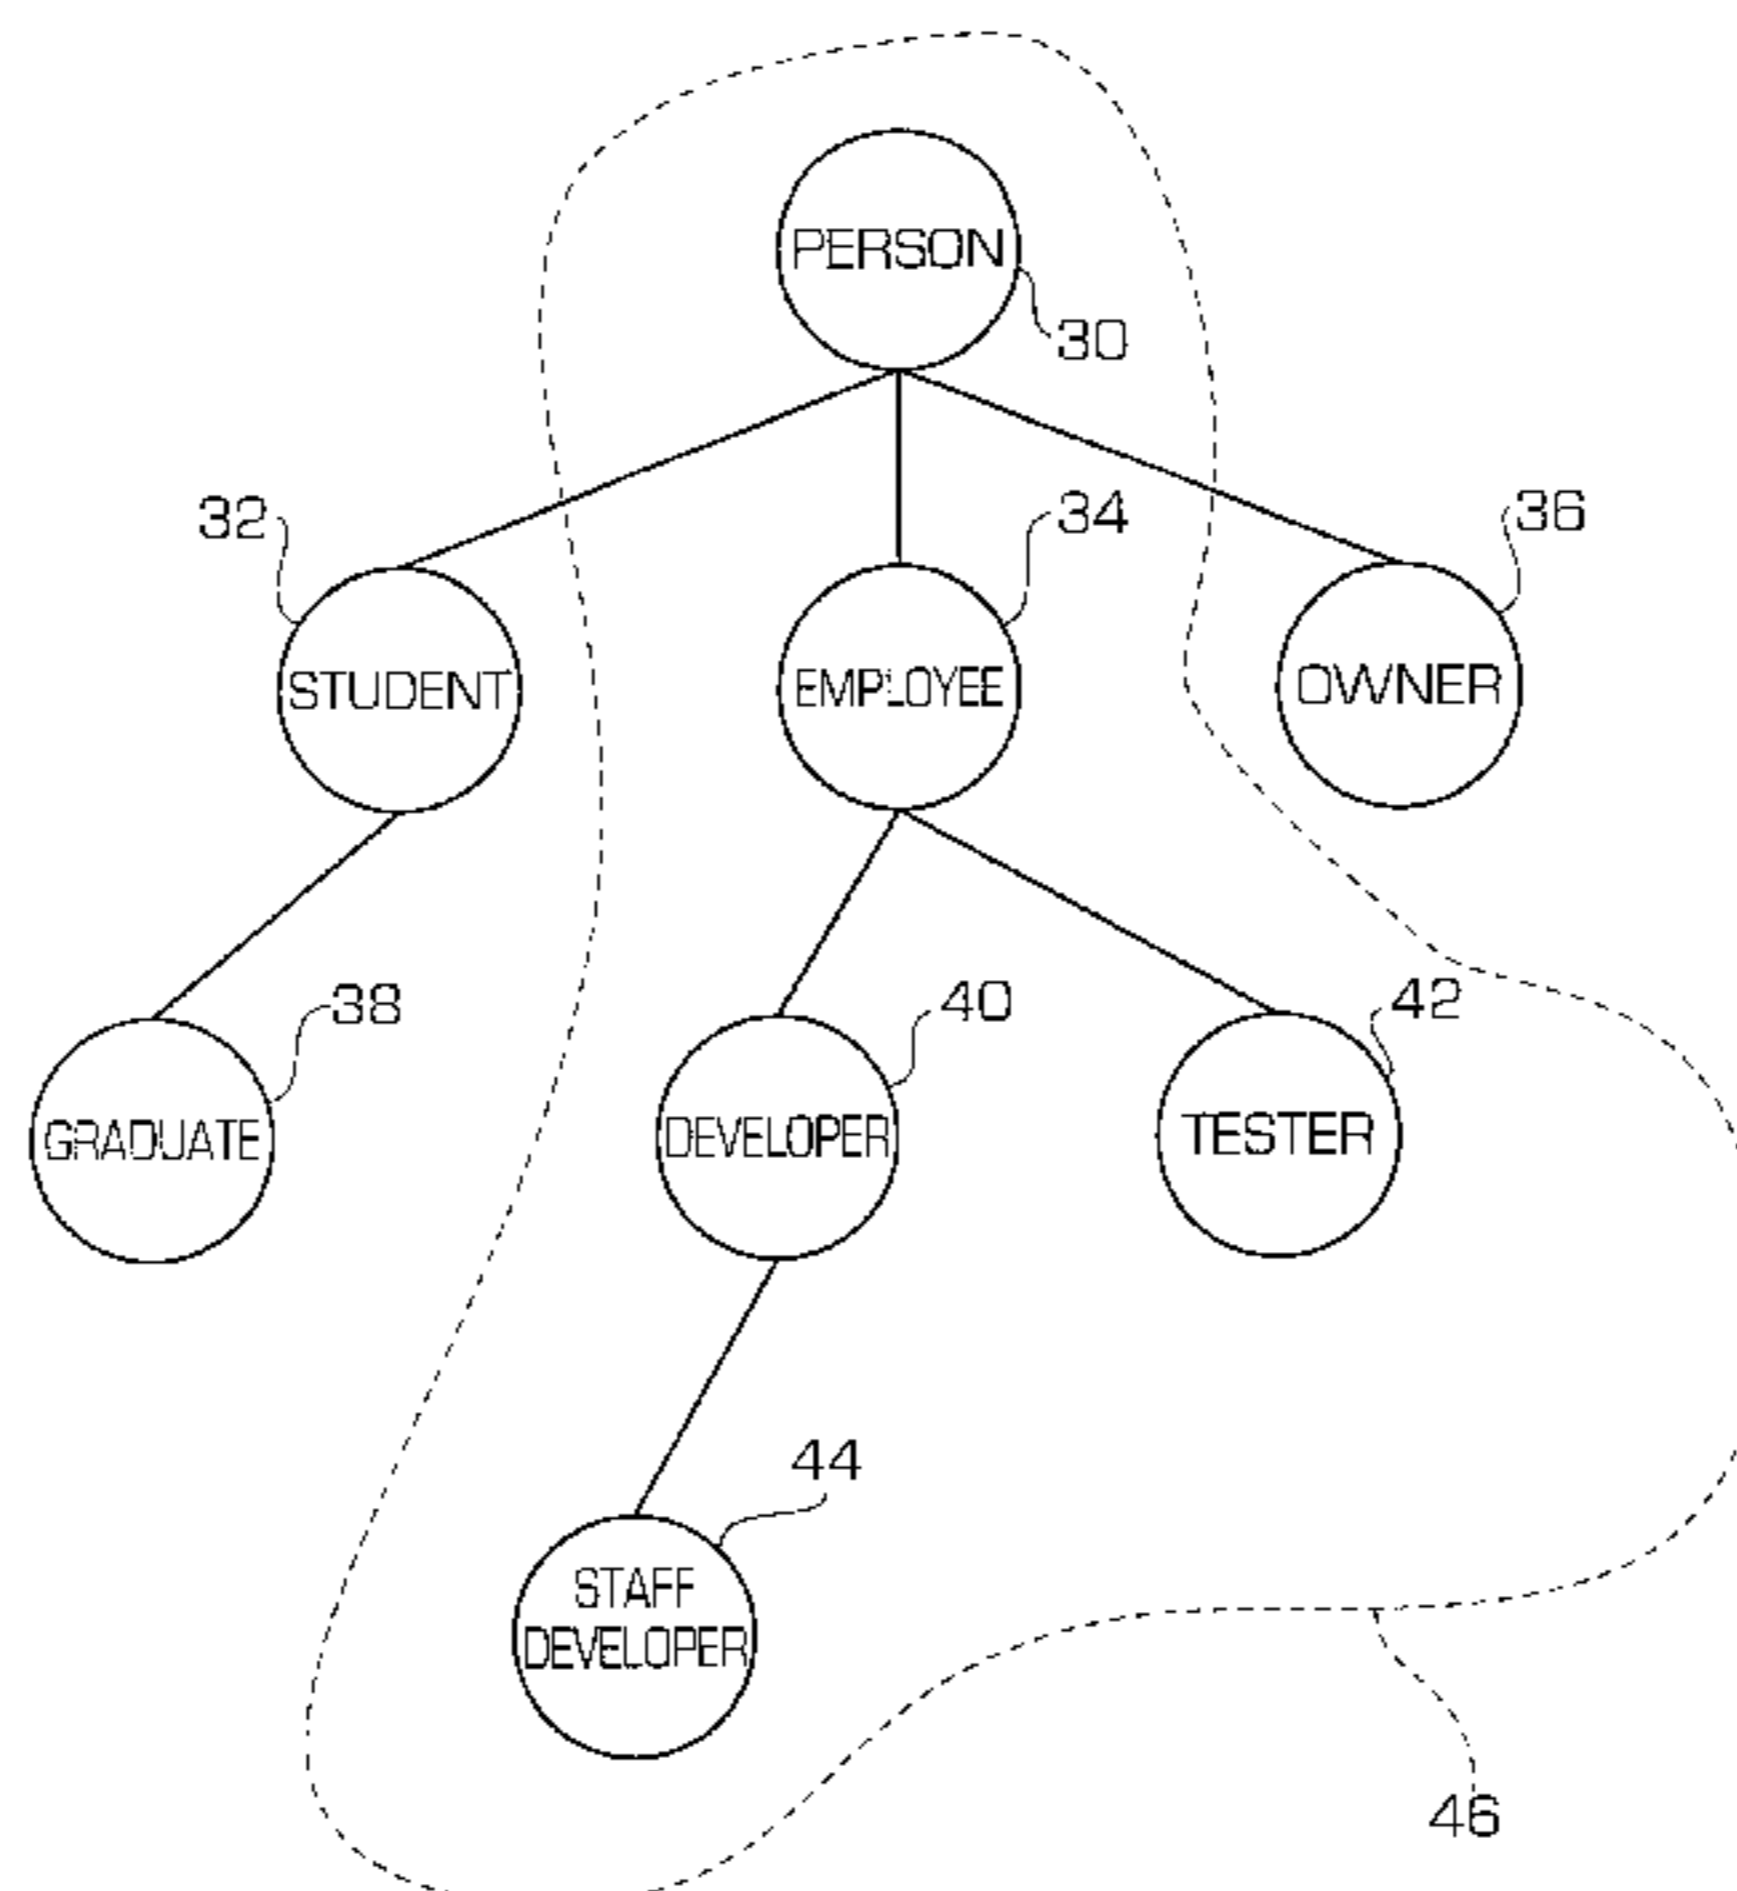 PERSON
30
32
34
36
STUDENT
EMPLOYEE
OWNER
38
40
42
GRADUATE
DEVELOPER
TESTER
44
STAFF
DEVELOPER
46